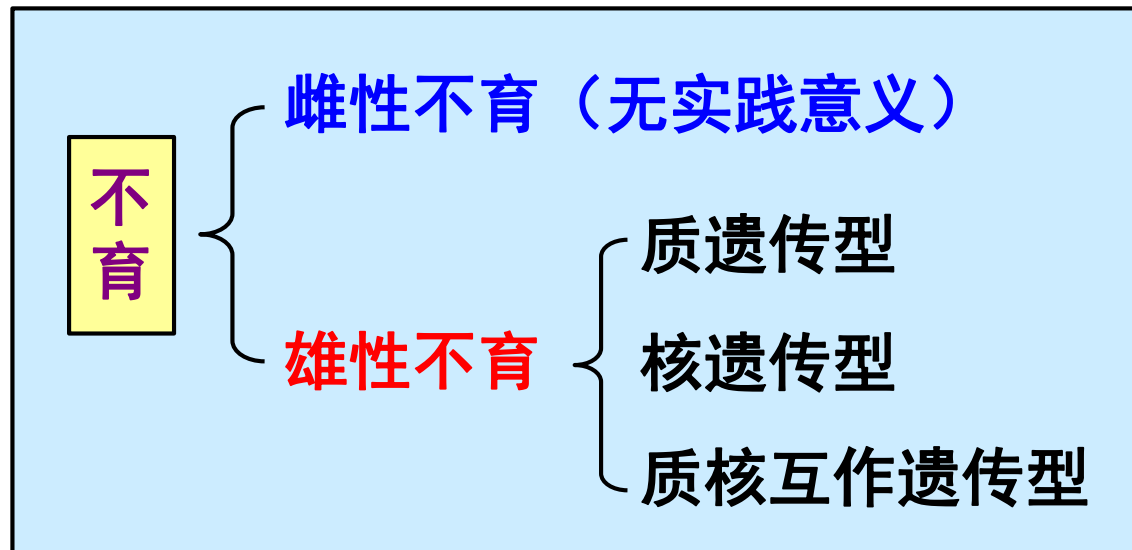 不育
雌性不育（无实践意义）
雄性不育
质遗传型
核遗传型
质核互作遗传型